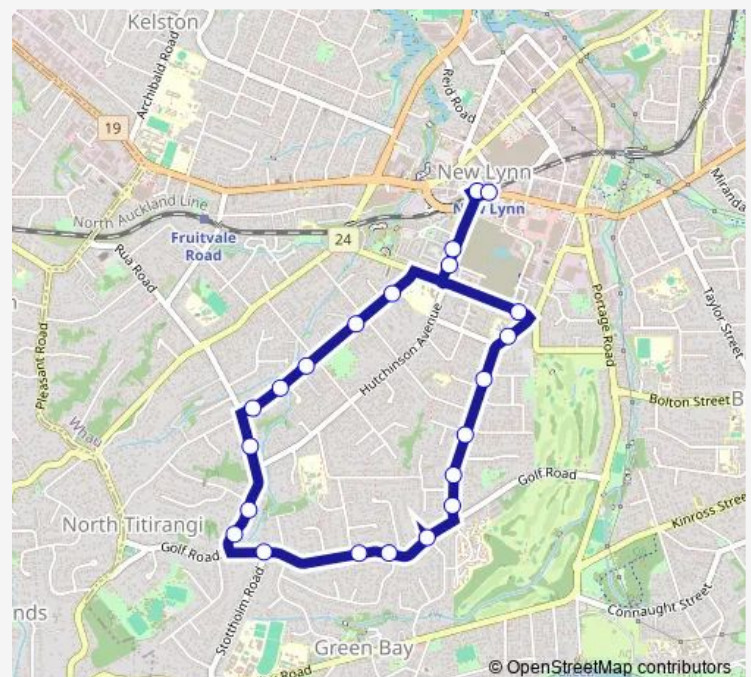 Kelston
Archibald Road
Reid Road
19
New Lynn
Miranda
North Auckland Line
New Lynn
Fruitvale
Road
24
Rua Road
Portage Road
Taylor Street
Pleasant Road
Hutchinson Avenue
Bolton Street
B
Whau
Golf Road
North Titirangi
Kinross Stree
Golf Road
Stottholm Road
Connaught Street
nds
Green Bay
Road
© OpenStreetMap contributors